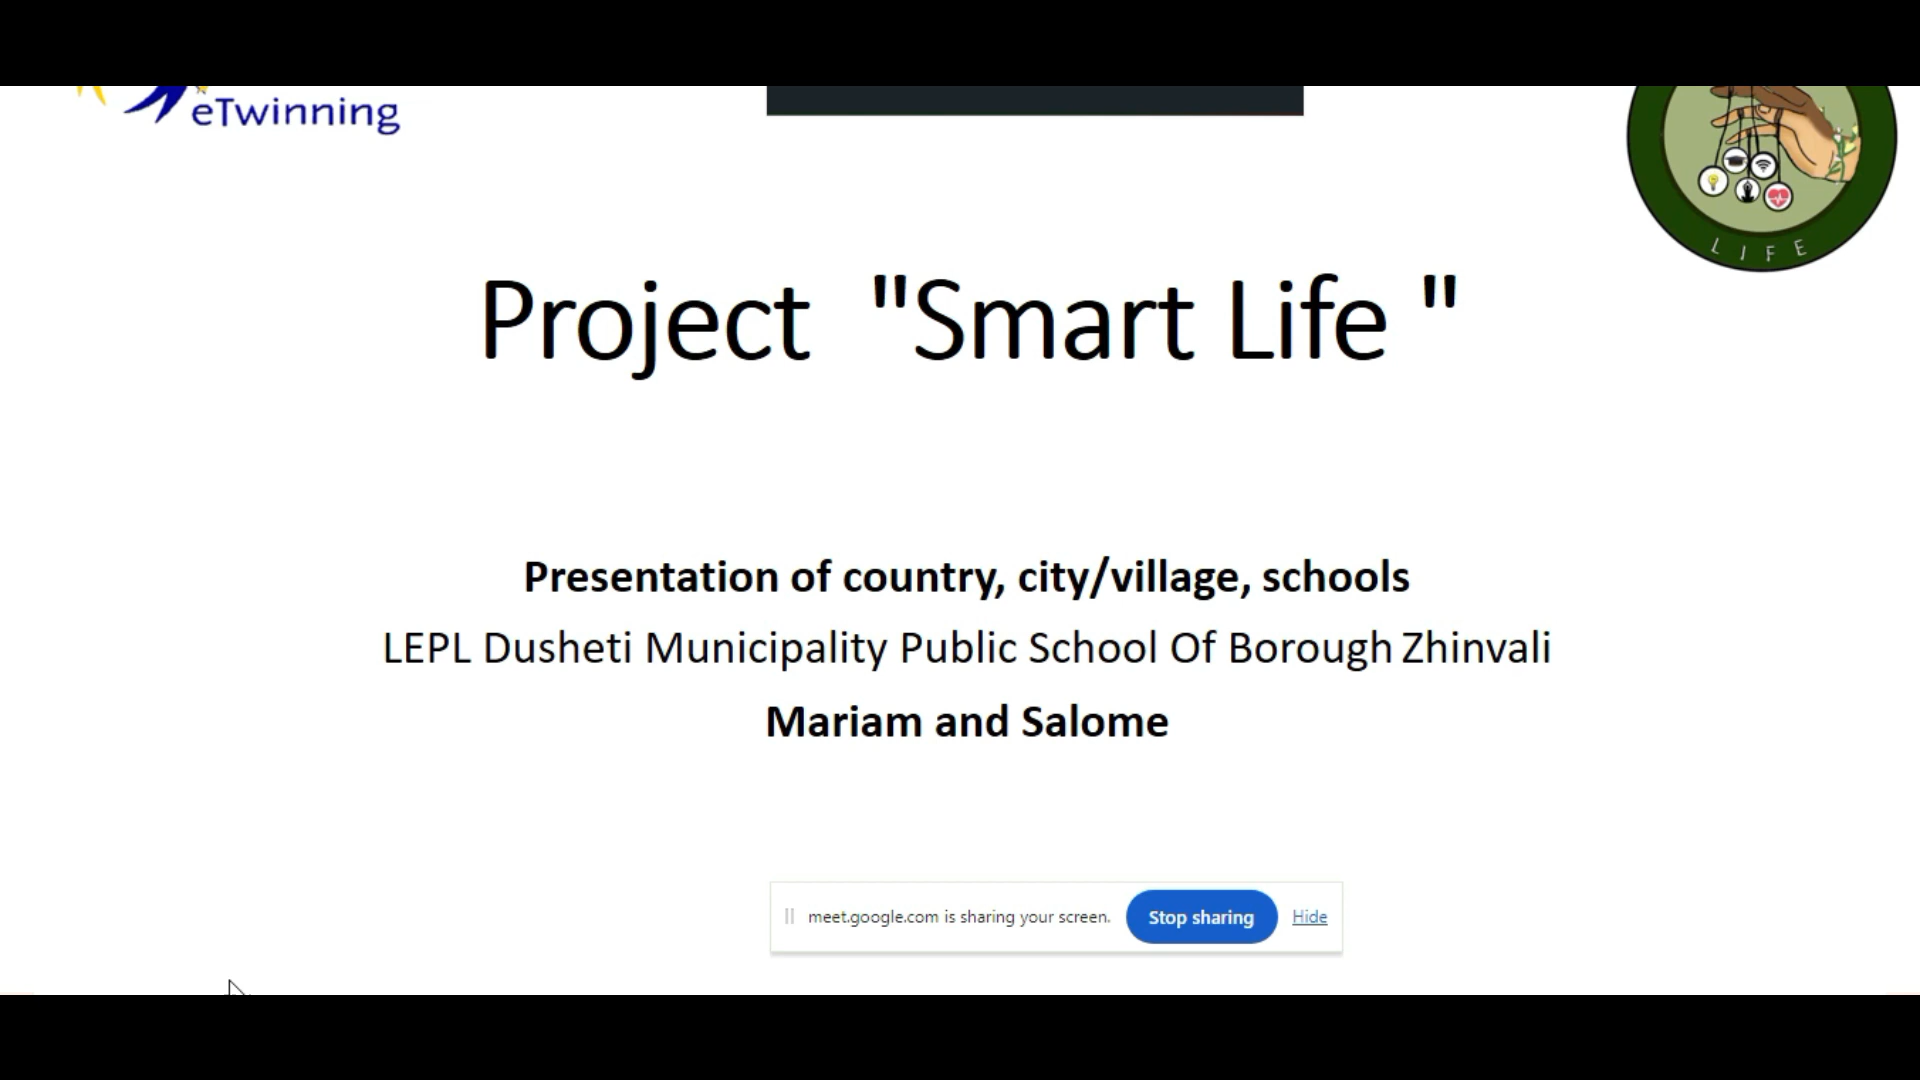 eTwinning
LIFE
Project "Smart Life "
Presentation of country, city/village, schools
LEPL Dusheti Municipality Public School Of Borough Zhinvali
Mariam and Salome
meet.google.com is sharing your screen. Stop sharing Hide